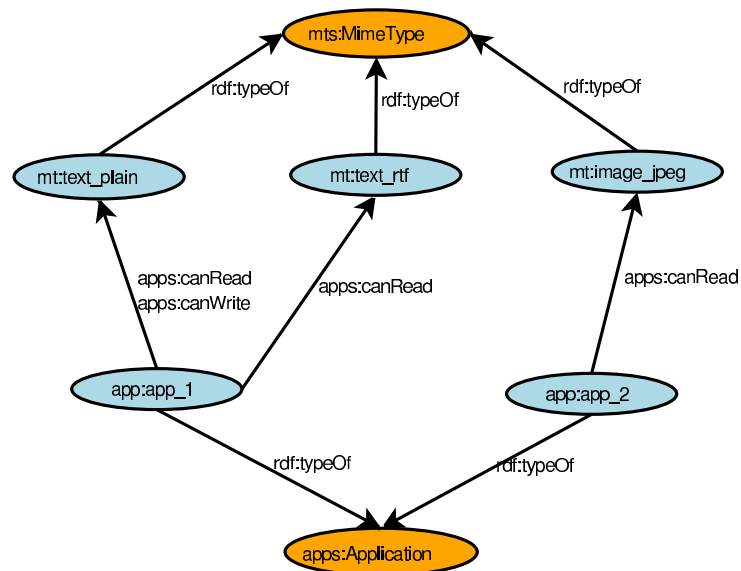 mts:MimeType
rdf:typeOf
rdf:typeOf
rdf:typeOf
mt:text_plain
mt:text_rtf
mt:image_jpeg
apps:canRead
apps:canWrite
apps:canRead
apps:canRead
app:app_1
app:app_2
rdf:typeOf
rdf:typeOf
apps:Application